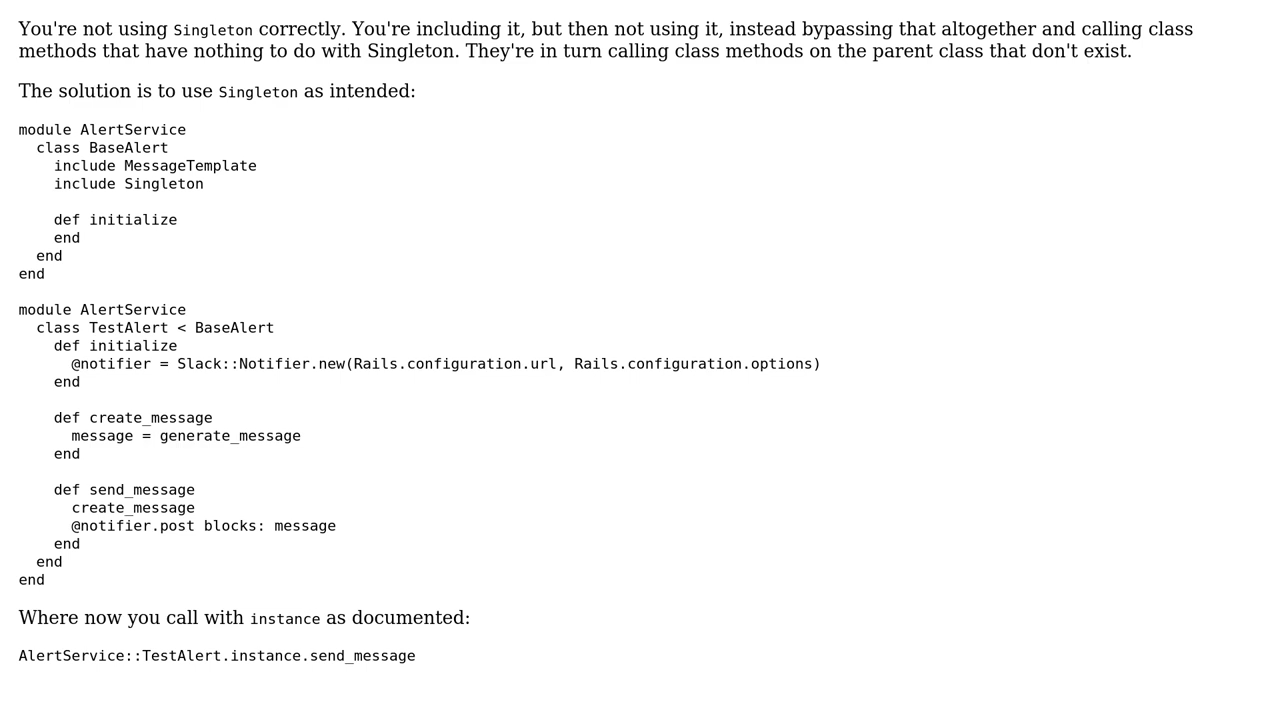 You're not using Singleton correctly. You're including it, but then not using it, instead bypassing that altogether and calling class
methods that have nothing to do with Singleton. They're in turn calling class methods on the parent class that don't exist.
The solution is to use Singleton as intended:
module AlertService
  class BaseAlert
    include MessageTemplate
    include Singleton

    def initialize
    end
  end
end

module AlertService
  class TestAlert < BaseAlert
    def initialize
      @notifier = Slack::Notifier.new(Rails.configuration.url, Rails.configuration.options)
    end

    def create_message
      message = generate_message
    end

    def send_message
      create_message
      @notifier.post blocks: message
    end
  end
end
Where now you call with instance as documented:
AlertService::TestAlert.instance.send_message